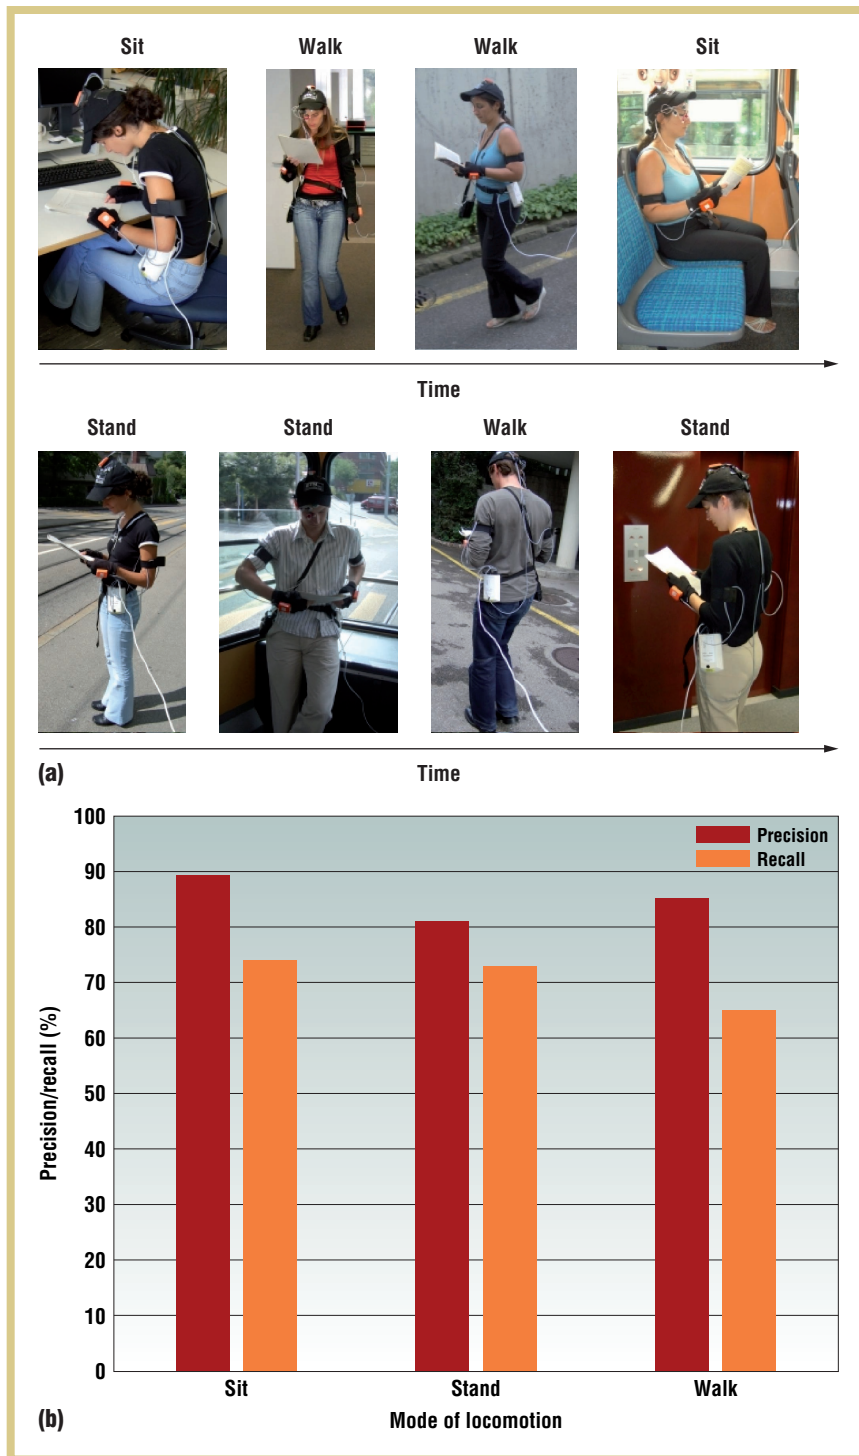 Sit Walk Walk Sit
Time
Stand Stand Walk Stand
Time
(a)
100
90
80
70
60
50
40
30
20
10
0
Precision/recall (%)
Precision
Recall
Sit Stand Walk
Mode of locomotion
(b)